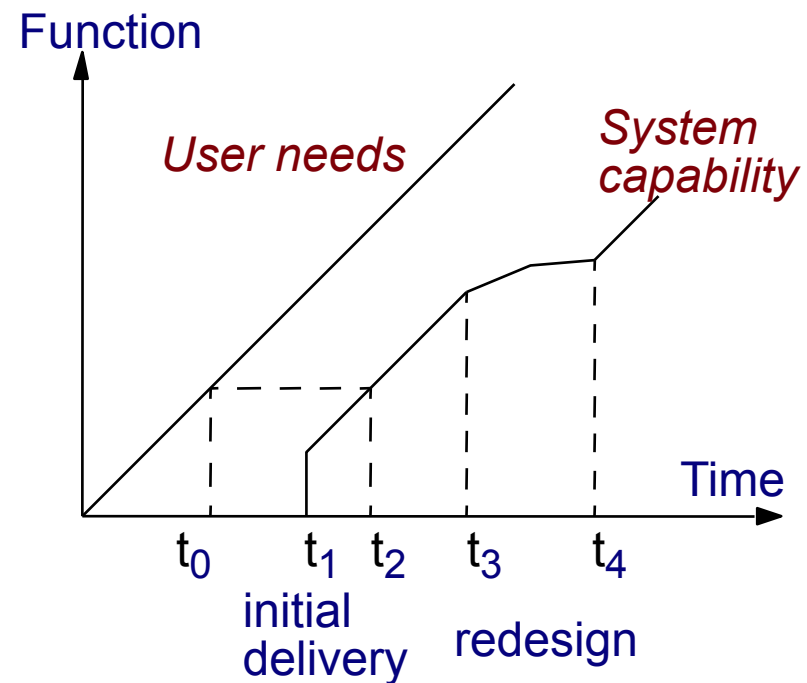 Function
User needs
System
capability
Time
t0 t1 t2 t3 t4
initial
delivery
redesign